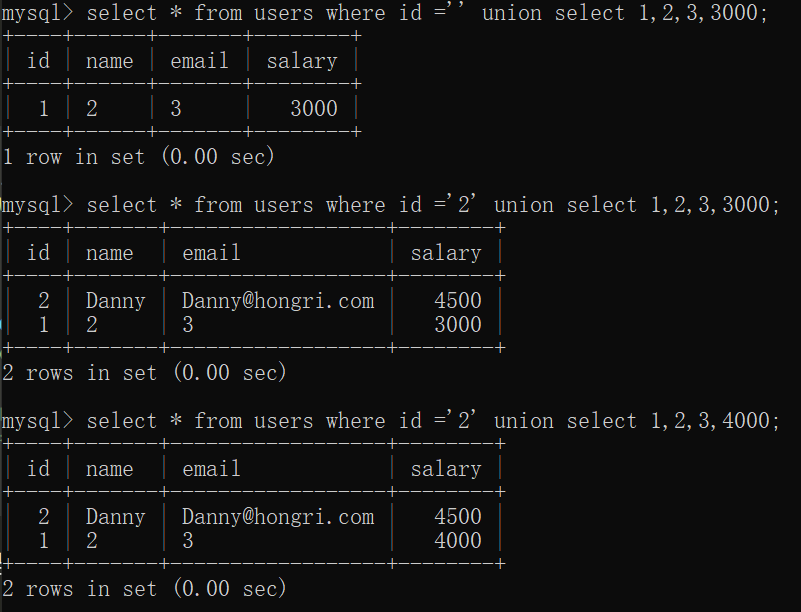 mysql> select * from users where id ='' union select 1,2,3,3000;
+----+------+-------+--------+
| id | name | email | salary |
+----+------+-------+--------+
|  1 | 2    | 3     |   3000 |
+----+------+-------+--------+
1 row in set (0.00 sec)
mysql> select * from users where id ='2' union select 1,2,3,3000;
+----+-------+------------------+--------+
| id | name  | email            | salary |
+----+-------+------------------+--------+
|  2 | Danny | Danny@hongri.com |   4500 |
|  1 | 2     | 3                |   3000 |
+----+-------+------------------+--------+
2 rows in set (0.00 sec)
mysql> select * from users where id ='2' union select 1,2,3,4000;
+----+-------+------------------+--------+
| id | name  | email            | salary |
+----+-------+------------------+--------+
|  2 | Danny | Danny@hongri.com |   4500 |
|  1 | 2     | 3                |   4000 |
+----+-------+------------------+--------+
2 rows in set (0.00 sec)